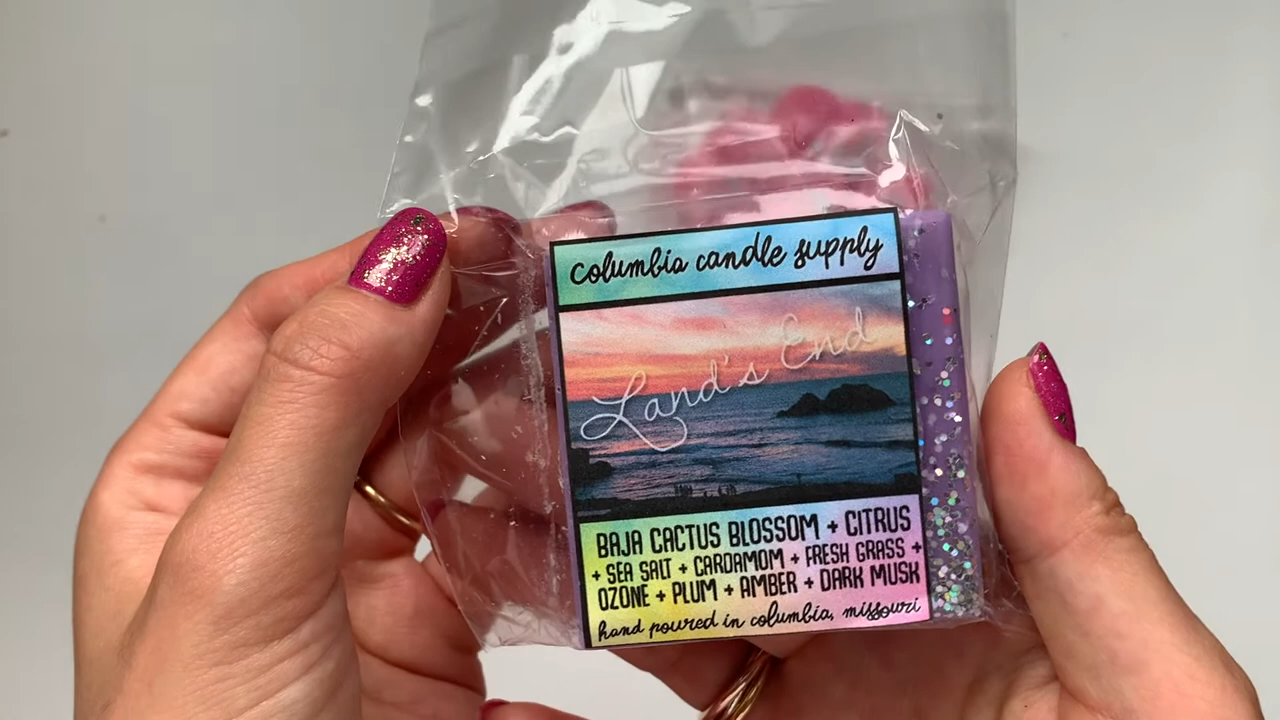 columbia candle supply
Land's End
BAJA CACTUS BLOSSOM + CITRUS
+ SEA SALT + CARDAMOM + FRESH GRASS +
OZONE + PLUM + AMBER + DARK MUSK
hand poured in columbia, missouri